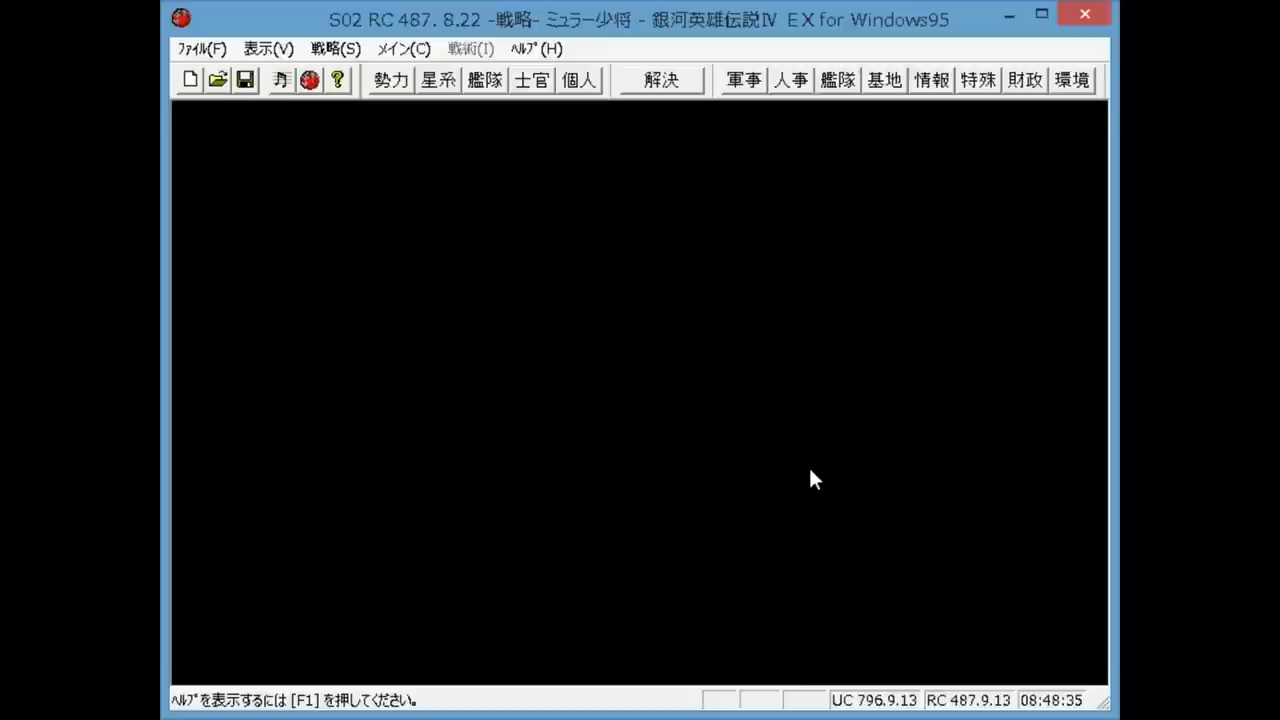 S02 RC 487. 8.22 -戦略- ミュラー少将 - 銀河英雄伝説Ⅳ EX for Windows95
ﾌｧｲﾙ(F) 表示(V) 戦略(S) メイン(C) 戦術(I) ﾍﾙﾌﾟ(H)
勢力 星系 艦隊 士官 個人 解決 軍事 人事 艦隊 基地 情報 特殊 財政 環境
ﾍﾙﾌﾟを表示するには [F1] を押してください。 UC 796.9.13 RC 487.9.13 08:48:35